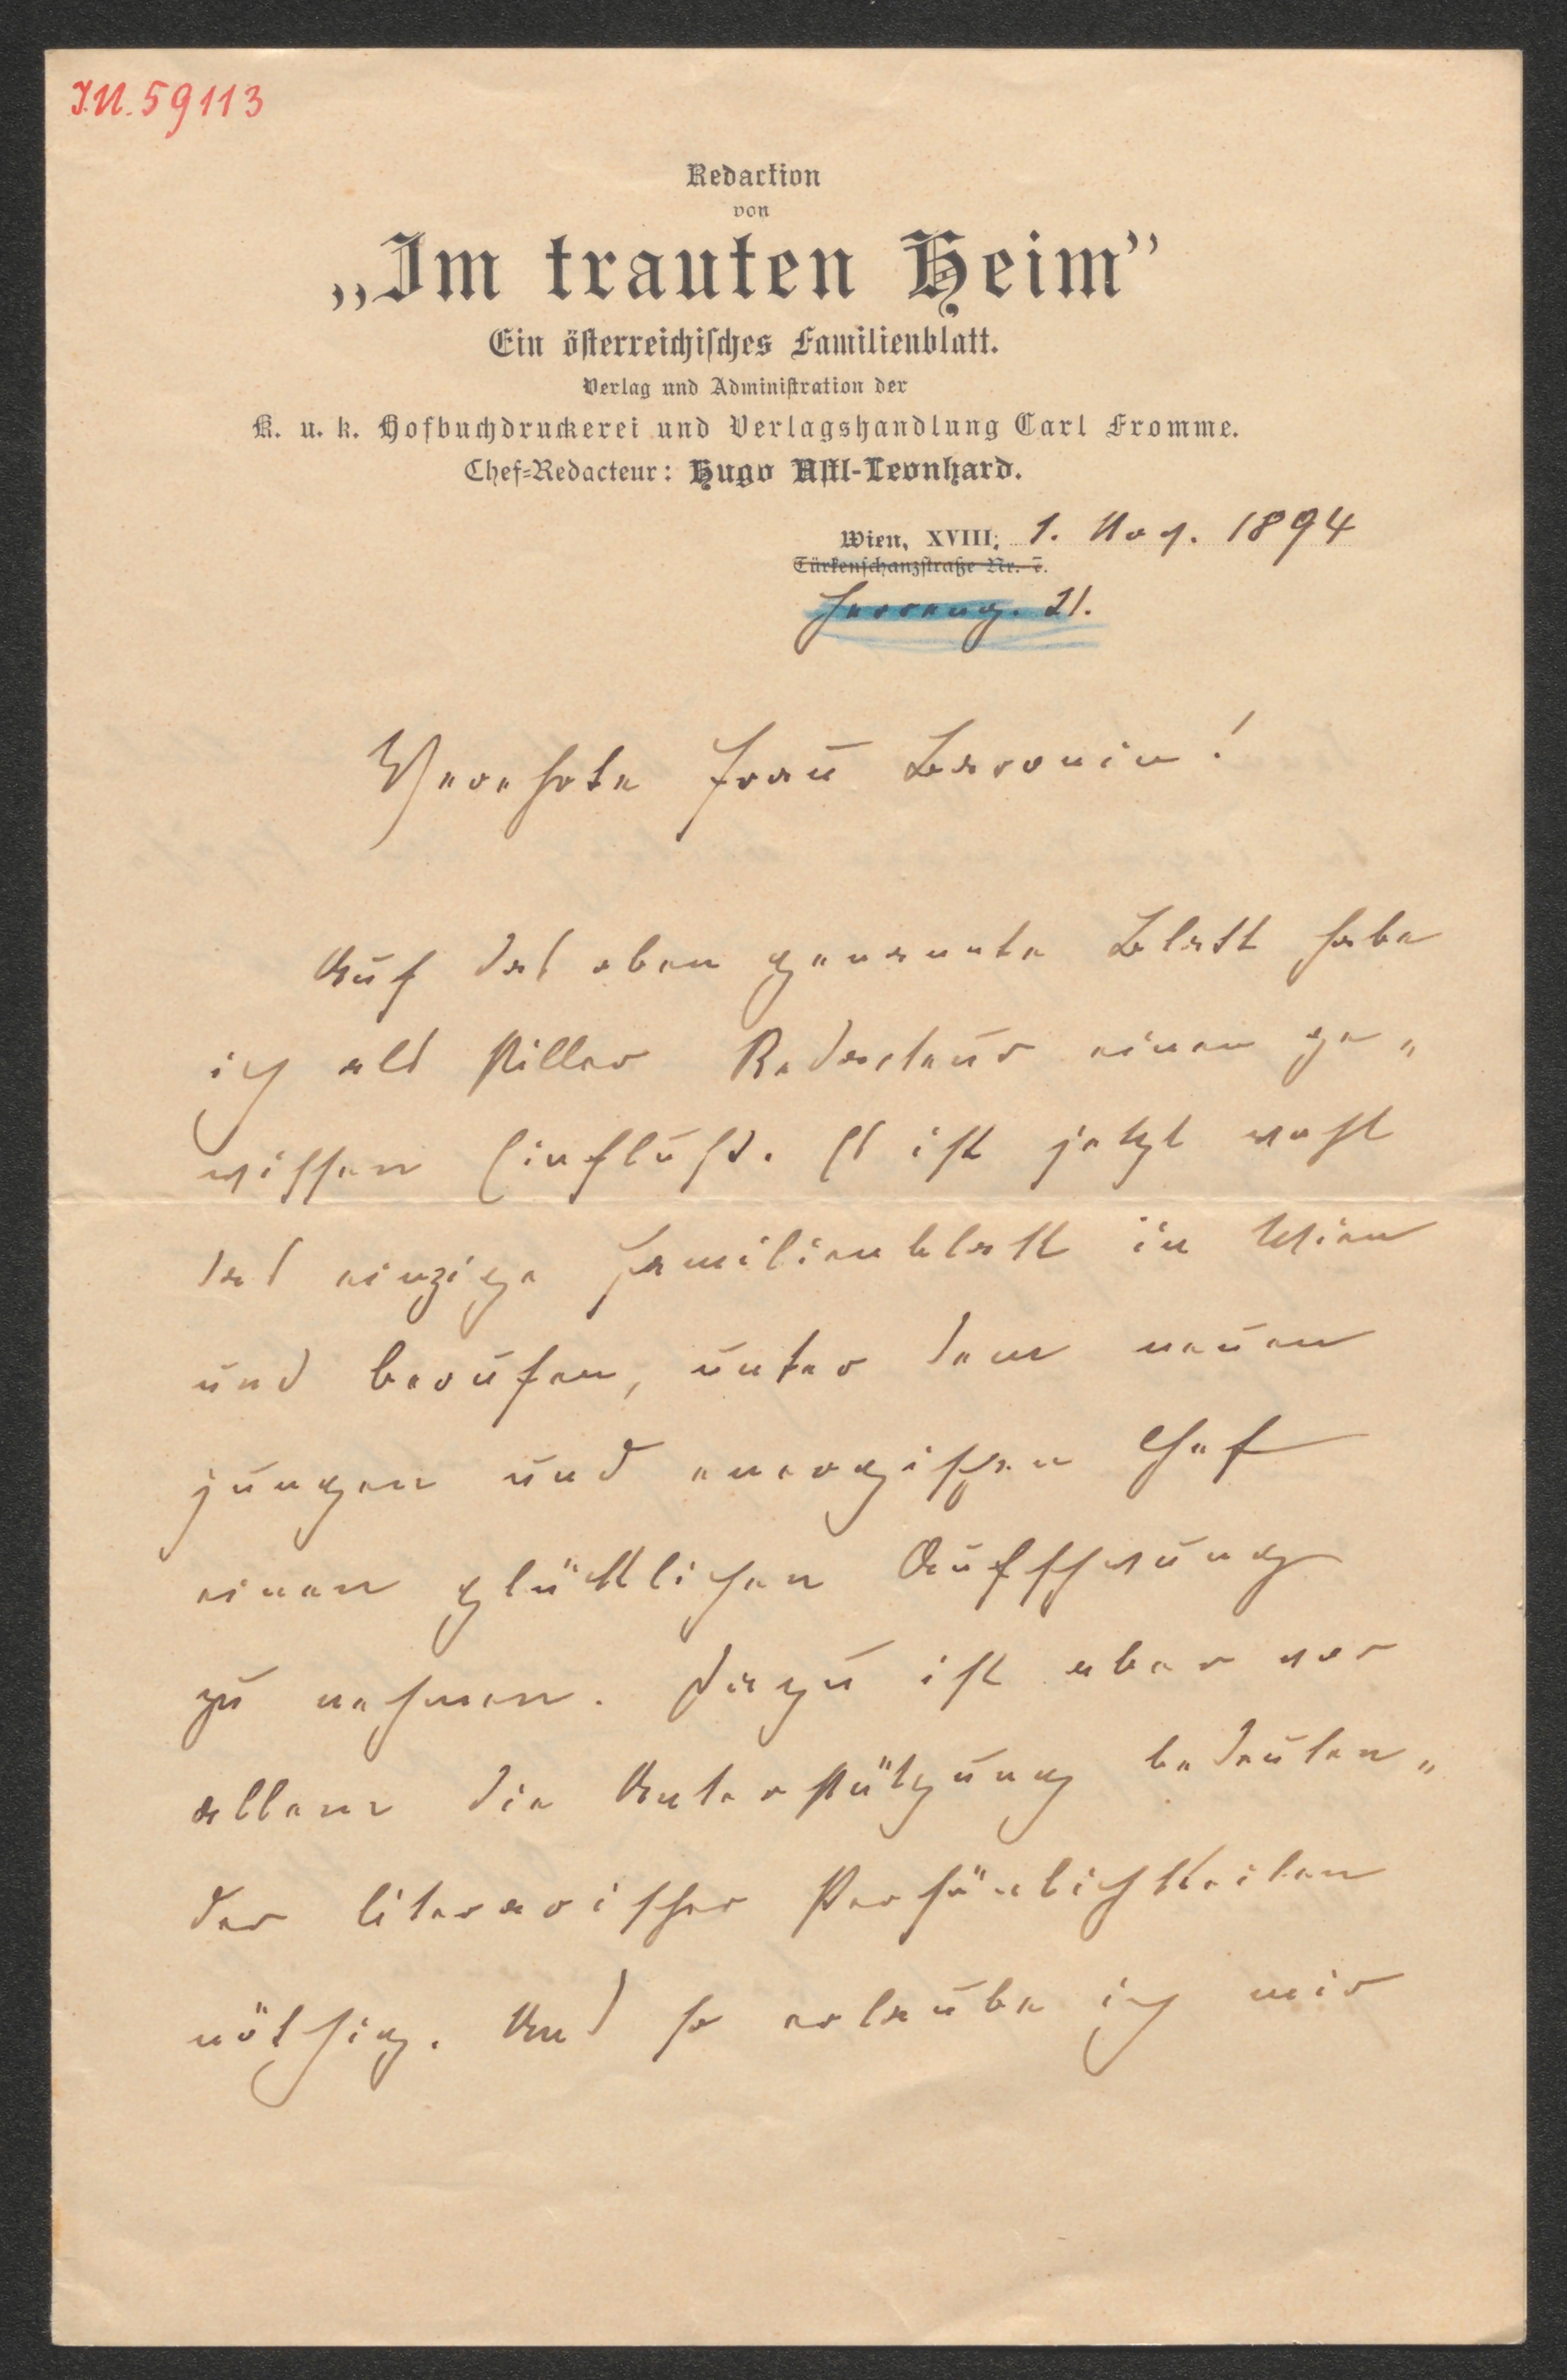 I.N. 59113
Redaction
von
„Im trauten Heim”
Ein österreichisches Familienblatt.
Verlag und Administration der
K. u. k. Hofbuchdruckerei und Verlagshandlung Carl Fromme.
Chef-Redacteur: Hugo Astl-Leonhard.
Wien, XVIII; 1. Nov. 1894
Türkenschanzstraße Nr. 7.
Herreng. 21.
Verehrte Frau Baronin!
Auf das oben genannte Blatt habe
ich als stiller Redacteur einen ge-
wissen Einfluß. Es ist jetzt wohl
das einzige Familienblatt in Wien
und berufen, unter dem neuen
jungen und energischen Chef
einen glücklichen Aufschwung
zu nehmen. Dazu ist aber vor
allem die Unterstützung bedeuten-
der literarischer Persönlichkeiten
nöthig. Und so erlaube ich mir